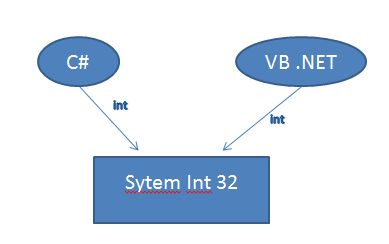 C#
VB .NET
int
int
Sytem Int 32